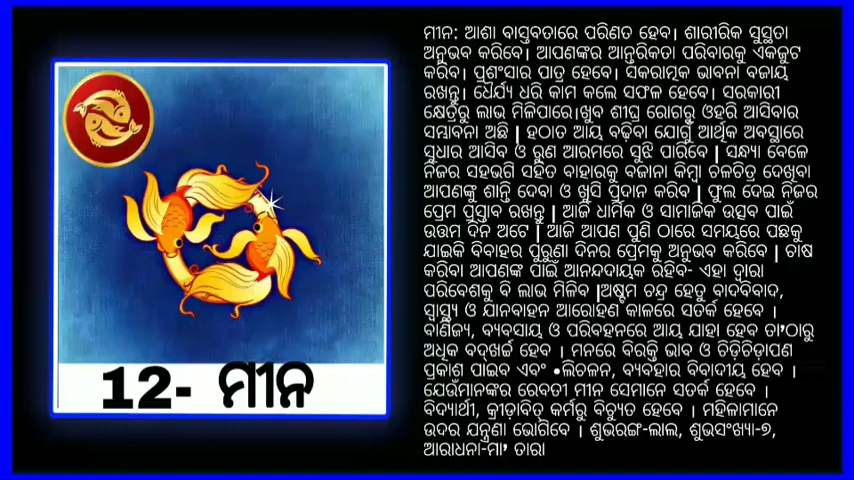 ମୀନ: ଆଶା ବାସ୍ତବତାରେ ପରିଣତ ହେବ। ଶାରୀରିକ ସୁସ୍ଥତା
ଅନୁଭବ କରିବେ। ଆପଣଙ୍କର ଆନ୍ତରିକତା ପରିବାରକୁ ଏକଜୁଟ
କରିବ। ପ୍ରଶଂସାର ପାତ୍ର ହେବେ। ସକରାତ୍ମକ ଭାବନା ବଜାୟ
ରଖନ୍ତୁ। ଧୈର୍ଯ୍ୟ ଧରି କାମ କଲେ ସଫଳ ହେବେ। ସରକାରୀ
କ୍ଷେତ୍ରରୁ ଲାଭ ମିଳିପାରେ।ଖୁବ ଶୀଘ୍ର ରୋଗରୁ ଓହରି ଆସିବାର
ସମ୍ଭାବନା ଅଛି | ହଠାତ ଆୟ ବଢ଼ିବା ଯୋଗୁଁ ଆର୍ଥିକ ଅବସ୍ଥାରେ
ସୁଧାର ଆସିବ ଓ ରୁଣ ଆରମରେ ସୁଝି ପାରିବେ | ସନ୍ଧ୍ୟା ବେଳେ
ନିଜର ସହଭଗି ସହିତ ବାହାରକୁ ବଜାନା କିମ୍ବା ଚଳଚିତ୍ର ଦେଖିବା
ଆପଣଙ୍କୁ ଶାନ୍ତି ଦେବା ଓ ଖୁସି ପ୍ରଦାନ କରିବ | ଫୁଲ ଦେଇ ନିଜର
ପ୍ରେମ ପ୍ରସ୍ତାବ ରଖନ୍ତୁ | ଆଜି ଧାର୍ମିକ ଓ ସାମାଜିକ ଉତ୍ସବ ପାଇଁ
ଉତ୍ତମ ଦିନ ଅଟେ | ଆଜି ଆପଣ ପୁଣି ଠାରେ ସମୟରେ ପଛକୁ
ଯାଇକି ବିବାହର ପୁରୁଣା ଦିନର ପ୍ରେମକୁ ଅନୁଭବ କରିବେ | ଚାଷ
କରିବା ଆପଣଙ୍କ ପାଇଁ ଆନନ୍ଦଦାୟକ ରହିବ- ଏହା ଦ୍ୱାରା
ପରିବେଶକୁ ବି ଲାଭ ମିଳିବ |ଅଷ୍ଟମ ଚନ୍ଦ୍ର ହେତୁ ବାଦବିବାଦ,
ସ୍ୱାସ୍ଥ୍ୟ ଓ ଯାନବାହନ ଆରୋହଣ କାଳରେ ସତର୍କ ହେବେ ।
ବାଣିଜ୍ୟ, ବ୍ୟବସାୟ ଓ ପରିବହନରେ ଆୟ ଯାହା ହେବ ତା'ଠାରୁ
ଅଧିକ ବଦ୍‌ଖର୍ଚ୍ଚ ହେବ । ମନରେ ବିରକ୍ତି ଭାବ ଓ ଚିଡ଼ିଚିଡ଼ାପଣ
ପ୍ରକାଶ ପାଇବ ଏବଂ •ଲିଚଳନ, ବ୍ୟବହାର ବିବାଦୀୟ ହେବ ।
ଯେଉଁମାନଙ୍କର ରେବତୀ ମୀନ ସେମାନେ ସତର୍କ ହେବେ ।
ବିଦ୍ୟାର୍ଥୀ, କ୍ରୀଡ଼ାବିତ୍ କର୍ମରୁ ବିଚ୍ୟୁତ ହେବେ । ମହିଳାମାନେ
ଉଦର ଯନ୍ତ୍ରଣା ଭୋଗିବେ । ଶୁଭରଙ୍ଗ-ଲାଲ, ଶୁଭସଂଖ୍ୟା-୭,
ଆରାଧନା-ମା' ତାରା
12- ମୀନ